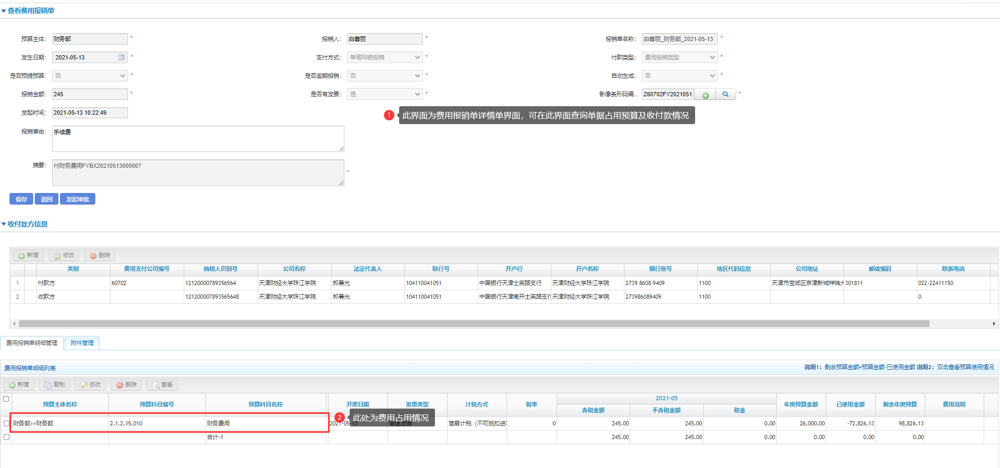 查看费用报销单
预算主体： 财务部 * 报销人： 白蓉丽 * 报销单名称： 白蓉丽_财务部_2021-05-13 *
发生日期： 2021-05-13 * 支付方式： 单笔网银报销 * 付款类型： 费用报销类型 *
是否预提预算： 否 * 是否逾期报销： 否 * 自动生成： 否 *
报销金额： 245 * 是否有发票： 是 * 影像条形码编... Z60702FY2021051 *
发起时间： 2021-05-13 10:22:49
1 此界面为费用报销单详情单界面，可在此界面查询单据占用预算及收付款情况
报销事由： 手续费
摘要： 付财务费用FYBX20210513000007 *
保存 返回 发起审批
收付款方信息
新增 修改 删除
类别 费用支付公司编号 纳税人识别号 公司名称 法定代表人 联行号 开户行 开户名称 银行账号 地区代码信息 公司地址 邮政编码 联系电话
1 付款方 60702 12120000789356564 天津财经大学珠江学院 郑晨光 104110041051 中国银行天津士英路支行 天津财经大学珠江学院 2739 8608 9409 1100 天津市宝坻区京津新城祥瑞大 301811 022-22411150
2 收款方 121200007893565648 天津财经大学珠江学院 郑晨光 104110041051 中国银行天津南开士英路支行 天津财经大学珠江学院 273986089409 1100 0
费用报销单明细管理 附件管理
费用报销单明细列表 说明1：剩余预算金额=预算金额-已使用金额 说明2：双击查看预算使用情况
新增 复制 修改 删除 查看
预算主体名称 预算科目编号 预算科目名称 开票日期 发票类型 计税方式 税率 2021-05 年度预算金额 已使用金额 剩余年度预算 费用说明
含税金额 不含税金额 税金
2 此处为费用占用情况
财务部>>财务部 2.1.2.15.010 财务费用 2021-05-13 普通发票 简易计税（不可抵扣进 0 245.00 245.00 0.00 26,000.00 -72,826.13 98,826.13
合计-1 245.00 245.00 0.00 0.00 0.00 0.00